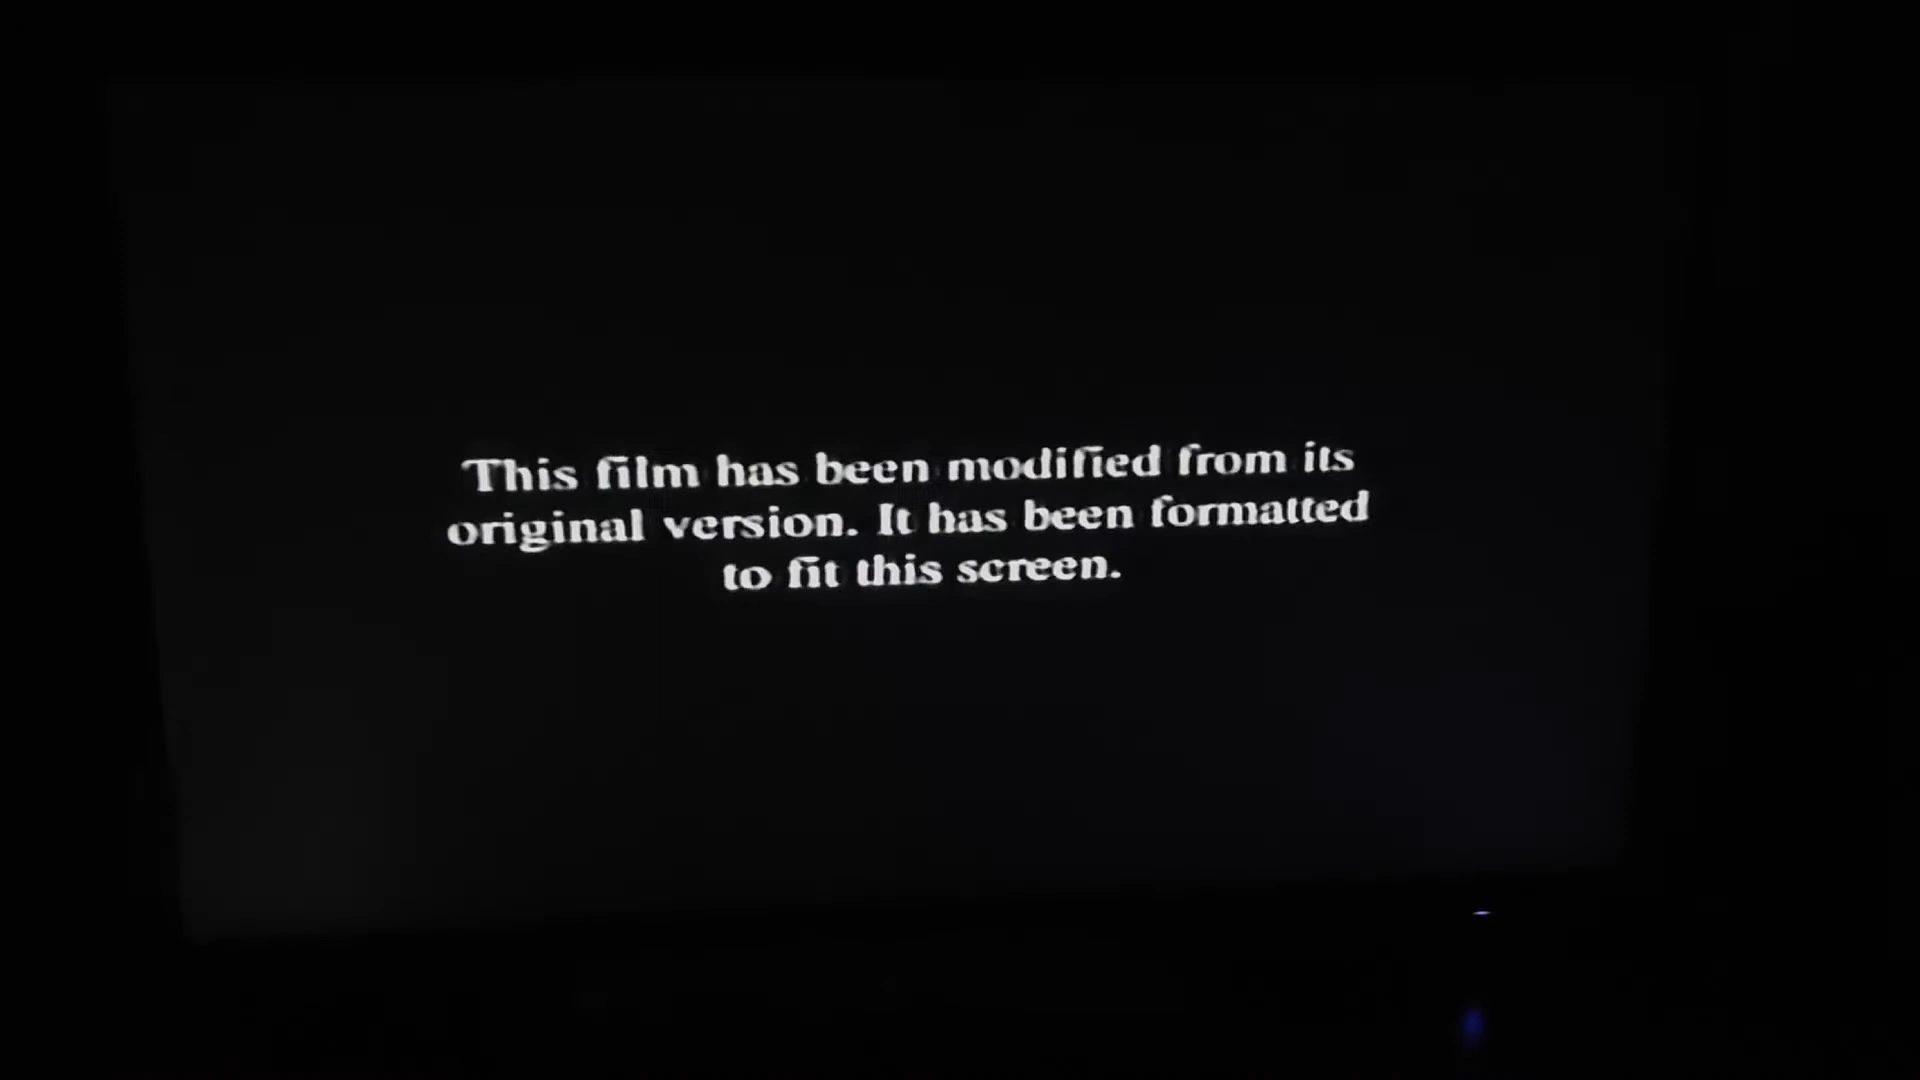 This film has been modified from its
original version. It has been formatted
to fit this screen.